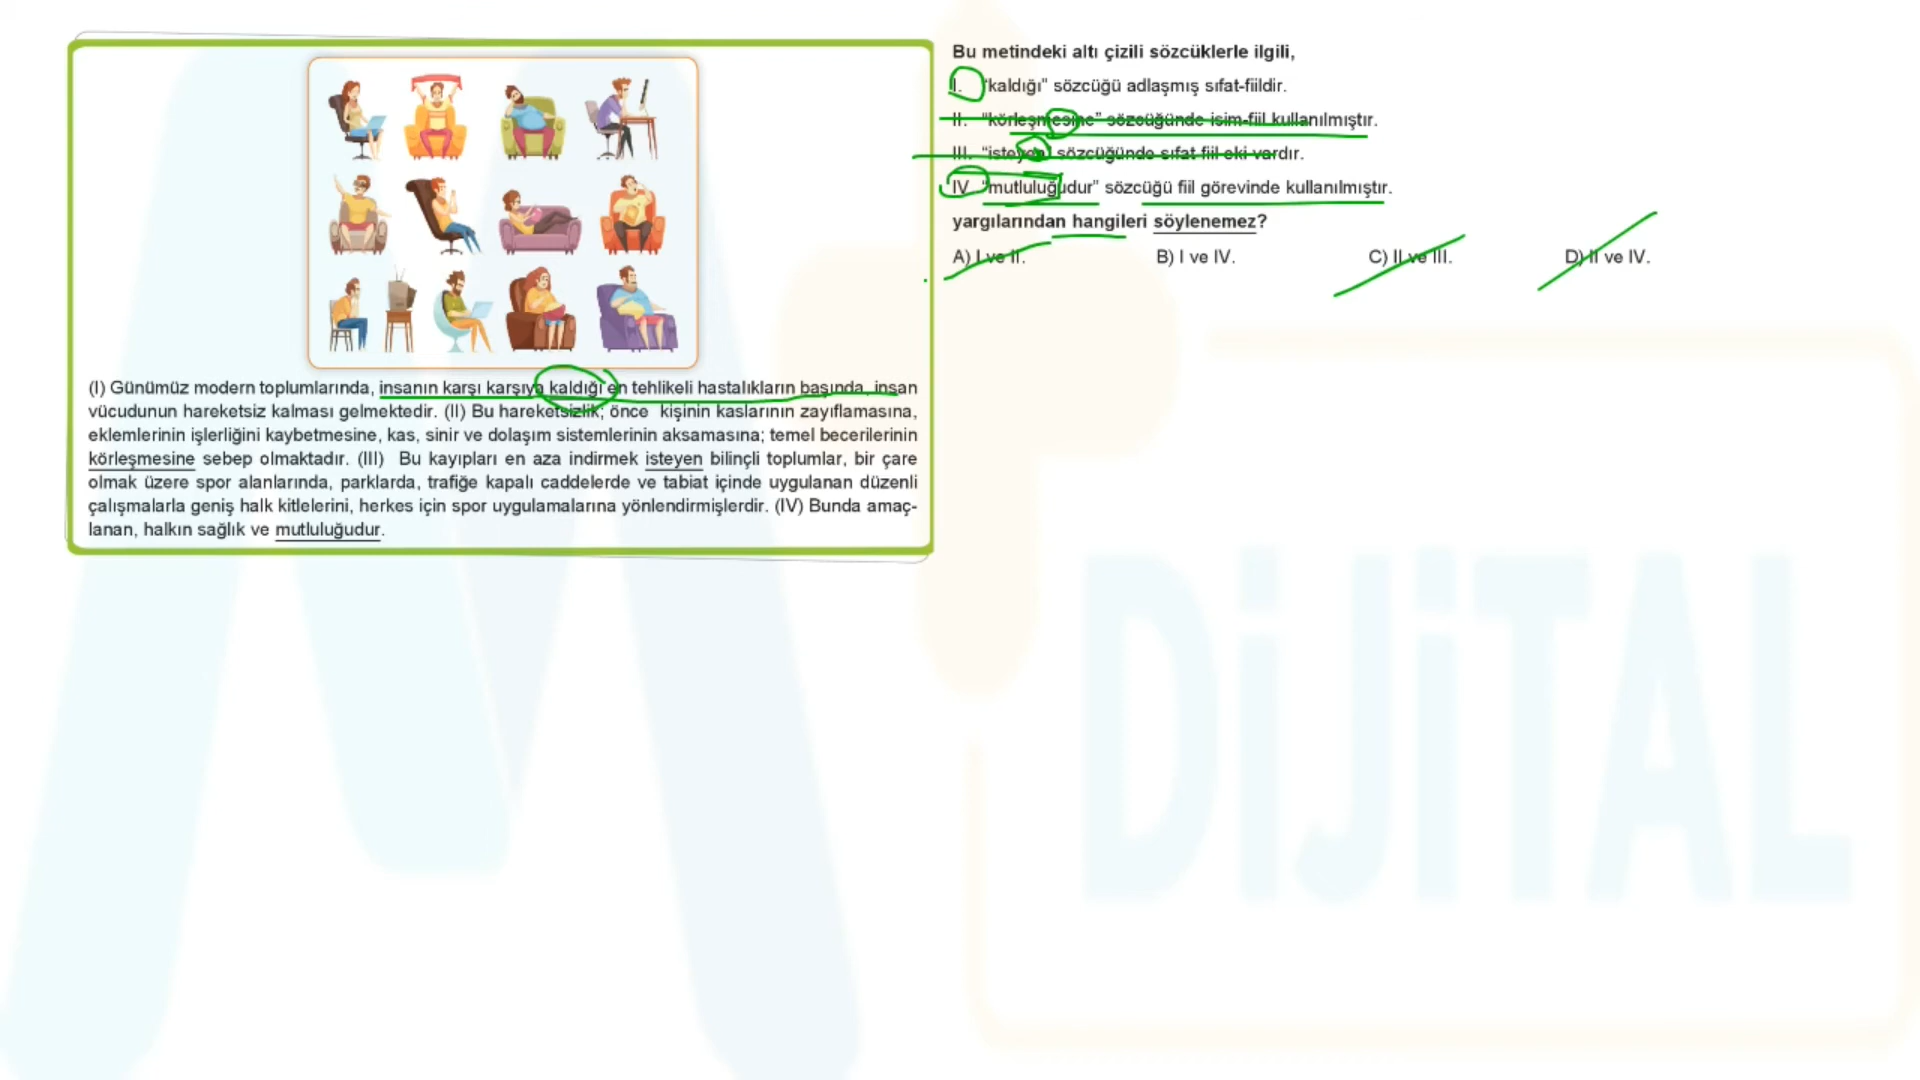 (I) Günümüz modern toplumlarında, insanın karşı karşıya kaldığı en tehlikeli hastalıkların başında, insan
vücudunun hareketsiz kalması gelmektedir. (II) Bu hareketsizlik; önce kişinin kaslarının zayıflamasına,
eklemlerinin işlerliğini kaybetmesine, kas, sinir ve dolaşım sistemlerinin aksamasına; temel becerilerinin
körleşmesine sebep olmaktadır. (III) Bu kayıpları en aza indirmek isteyen bilinçli toplumlar, bir çare
olmak üzere spor alanlarında, parklarda, trafiğe kapalı caddelerde ve tabiat içinde uygulanan düzenli
çalışmalarla geniş halk kitlelerini, herkes için spor uygulamalarına yönlendirmişlerdir. (IV) Bunda amaç-
lanan, halkın sağlık ve mutluluğudur.
Bu metindeki altı çizili sözcüklerle ilgili,
I. "kaldığı" sözcüğü adlaşmış sıfat-fiildir.
II. "körleşmesine" sözcüğünde isim-fiil kullanılmıştır.
III. "isteyen" sözcüğünde sıfat fiil eki vardır.
IV. "mutluluğudur" sözcüğü fiil görevinde kullanılmıştır.
yargılarından hangileri söylenemez?
A) I ve II. B) I ve IV. C) II ve III. D) II ve IV.
DİJİTAL